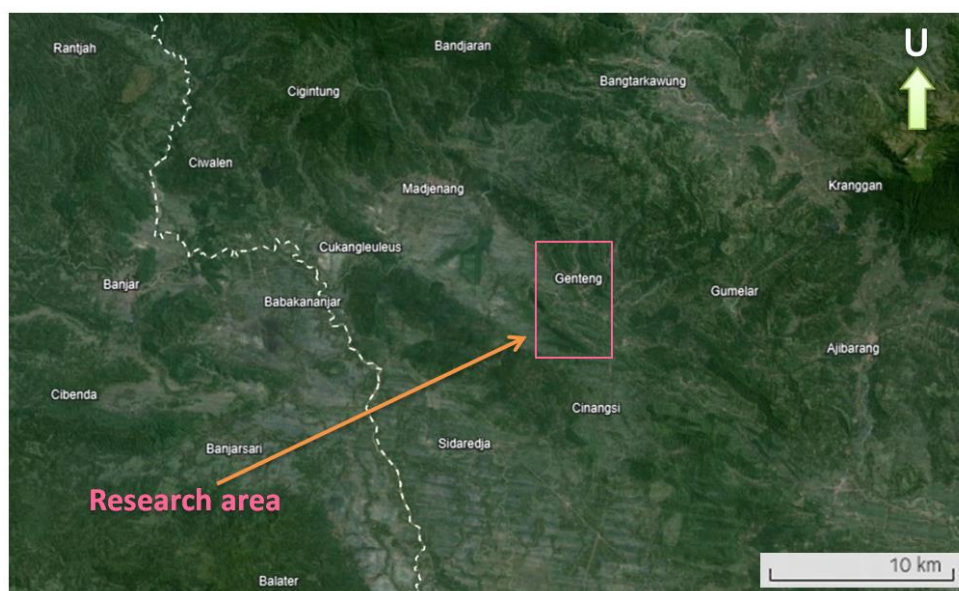 Rantjah
Bandjaran
U
Cigintung
Bangtarkawung
Ciwalen
Madjenang
Kranggan
Cukangleuleus
Genteng
Banjar
Babakananjar
Gumelar
Ajibarang
Cibenda
Cinangsi
Banjarsari
Sidaredja
Research area
10 km
Balater